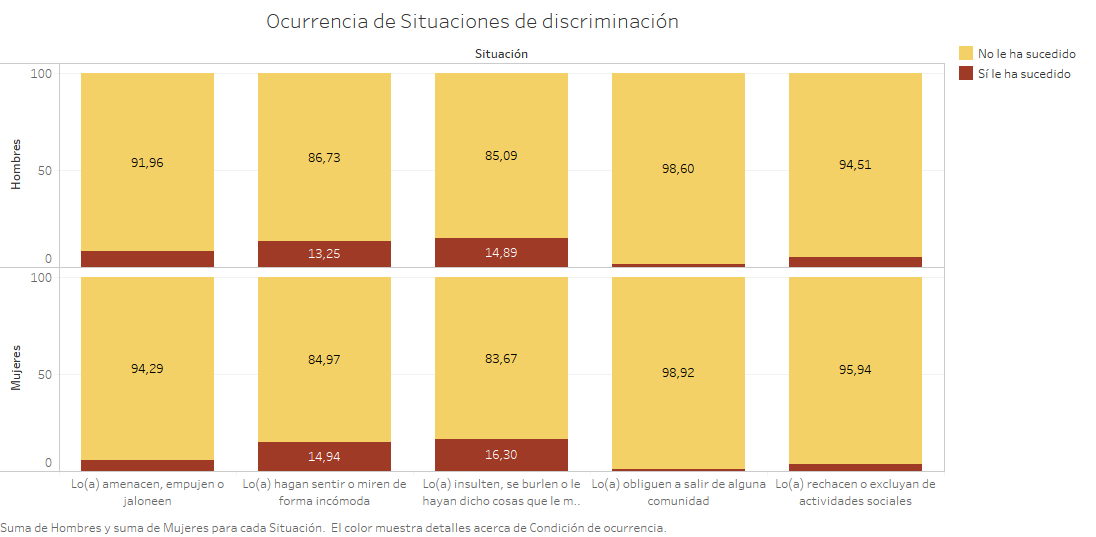 Ocurrencia de Situaciones de discriminación
Situación
No le ha sucedido
Sí le ha sucedido
Hombres
100
50
0
91,96
86,73
85,09
98,60
94,51
13,25
14,89
Mujeres
100
50
0
94,29
84,97
83,67
98,92
95,94
14,94
16,30
Lo(a) amenacen, empujen o
jaloneen
Lo(a) hagan sentir o miren de
forma incómoda
Lo(a) insulten, se burlen o le
hayan dicho cosas que le m..
Lo(a) obliguen a salir de alguna
comunidad
Lo(a) rechacen o excluyan de
actividades sociales
Suma de Hombres y suma de Mujeres para cada Situación. El color muestra detalles acerca de Condición de ocurrencia.